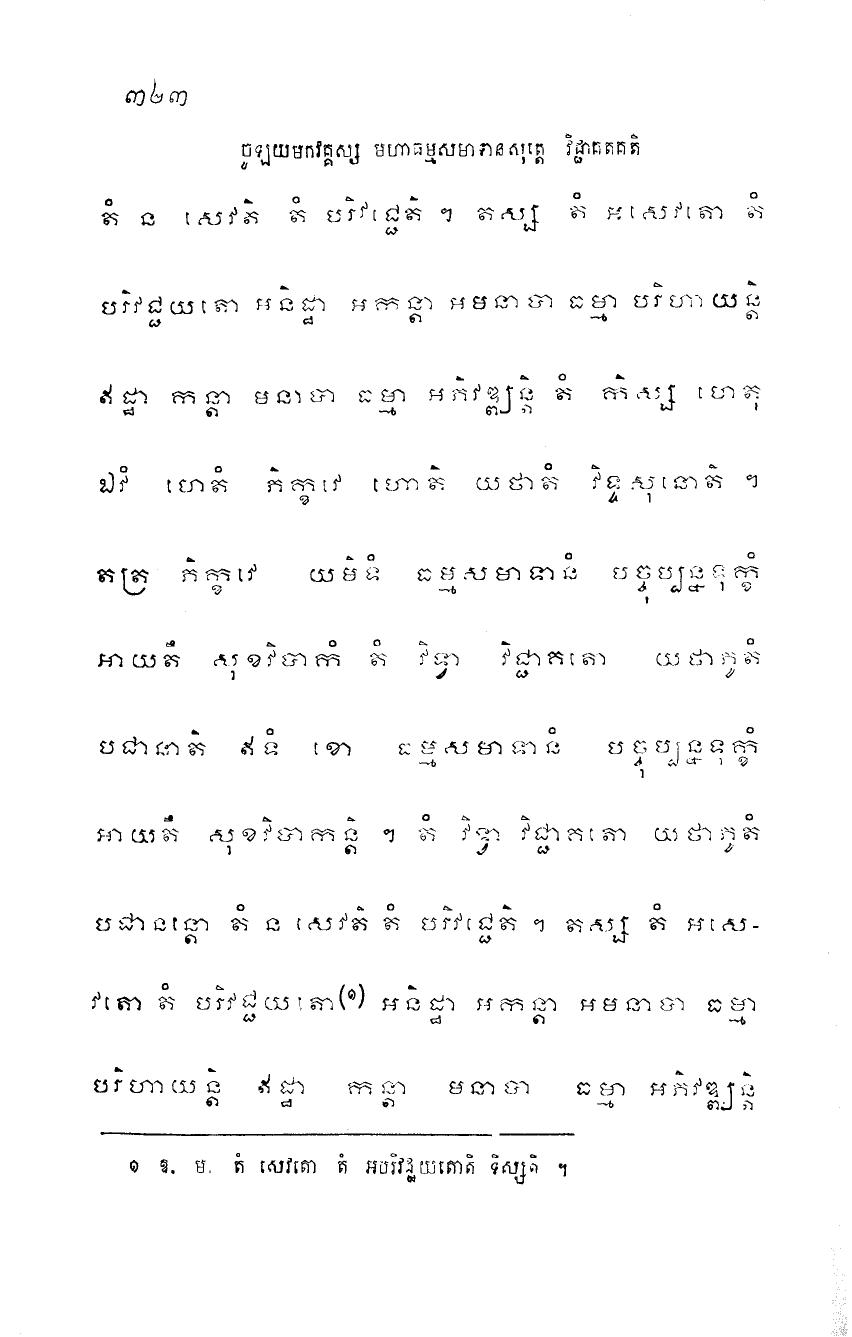 ៣៤៣
ចូឡយមកវគ្គស្ស មហាធម្មសមាទានសុត្តេ វិជ្ជាគតគតិ
តំ ន សេវតិ តំ បរិវជ្ជេតិ ។ តស្ស តំ អសេវតោ តំ
បរិវជ្ជយតោ អនិដ្ឋា អកន្តា អមនាបា ធម្មា បរិហាយន្តិ
ឥដ្ឋា កន្តា មនាបា ធម្មា អភិវឌ្ឍន្តិ តំ កិស្ស ហេតុ
ឯវំ ហេតំ ភិក្ខវេ ហោតិ យថាតំ វិទ្ទសុនោតិ ។
តត្រ ភិក្ខវេ យមិទំ ធម្មសមាទានំ បច្ចុប្បន្នទុក្ខំ
អាយតឹ សុខវិបាកំ តំ វិទ្វា វិជ្ជាគតោ យថាភូតំ
បជានាតិ ឥទំ ខោ ធម្មសមាទានំ បច្ចុប្បន្នទុក្ខំ
អាយតឹ សុខវិបាកន្តិ ។ តំ វិទ្វា វិជ្ជាគតោ យថាភូតំ
បជានន្តោ តំ ន សេវតិ តំ បរិវជ្ជេតិ ។ តស្ស តំ អសេ-
វតោ តំ បរិវជ្ជយតោ(១) អនិដ្ឋា អកន្តា អមនាបា ធម្មា
បរិហាយន្តិ ឥដ្ឋា កន្តា មនាបា ធម្មា អភិវឌ្ឍន្តិ
១ ឱ. ម. តំ សេវតោ តំ អបរិវជ្ជយតោតិ ទិស្សតិ ។